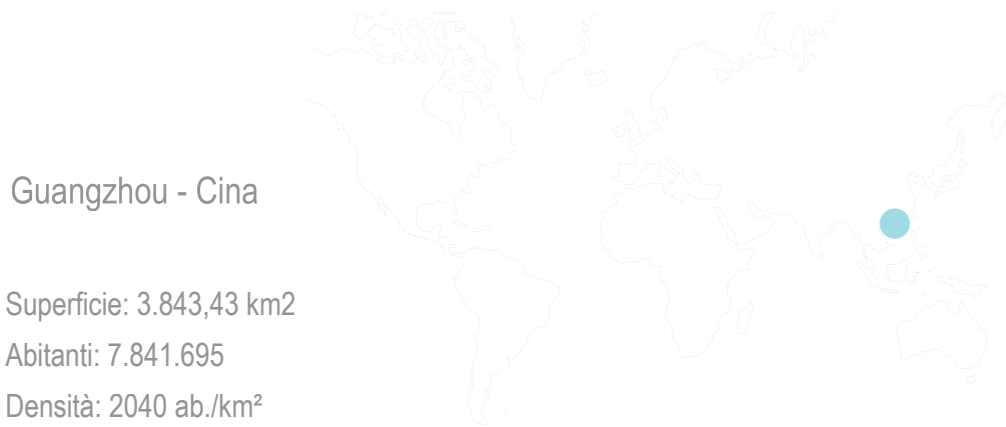 Guangzhou - Cina
Superficie: 3.843,43 km2
Abitanti: 7.841.695
Densità: 2040 ab./km²